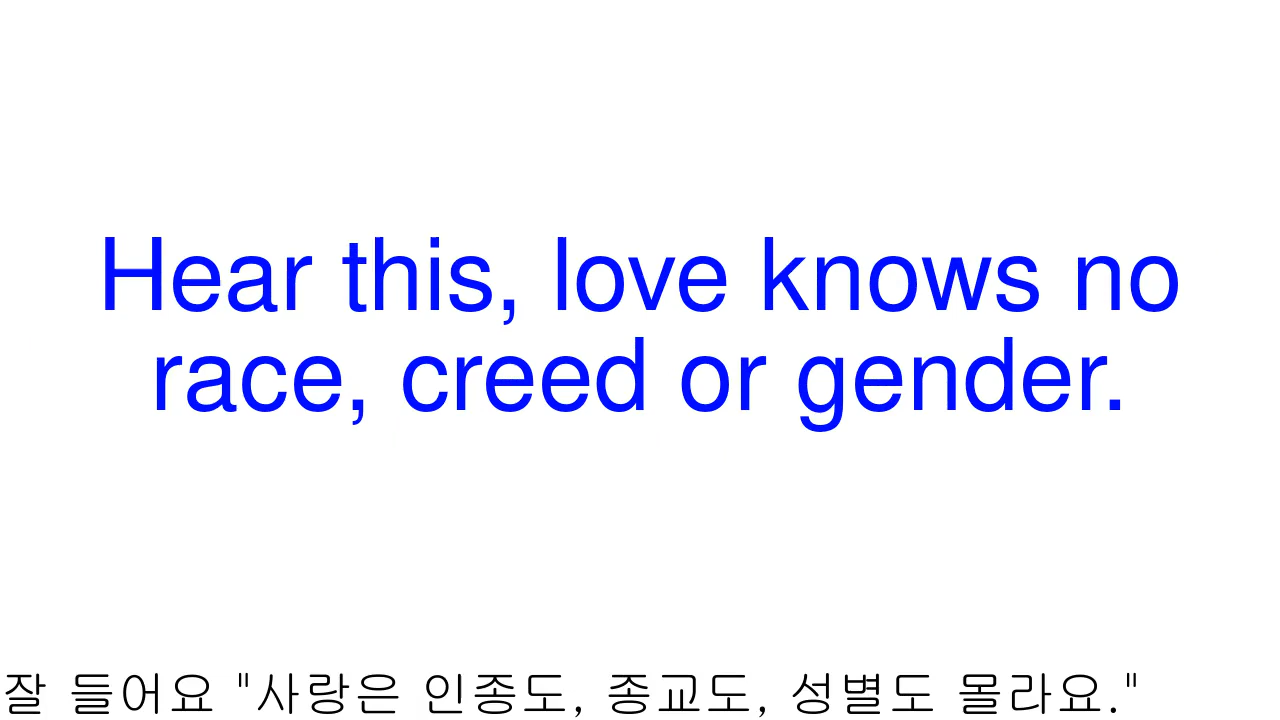 Hear this, love knows no
race, creed or gender.
잘 들어요 "사랑은 인종도, 종교도, 성별도 몰라요."